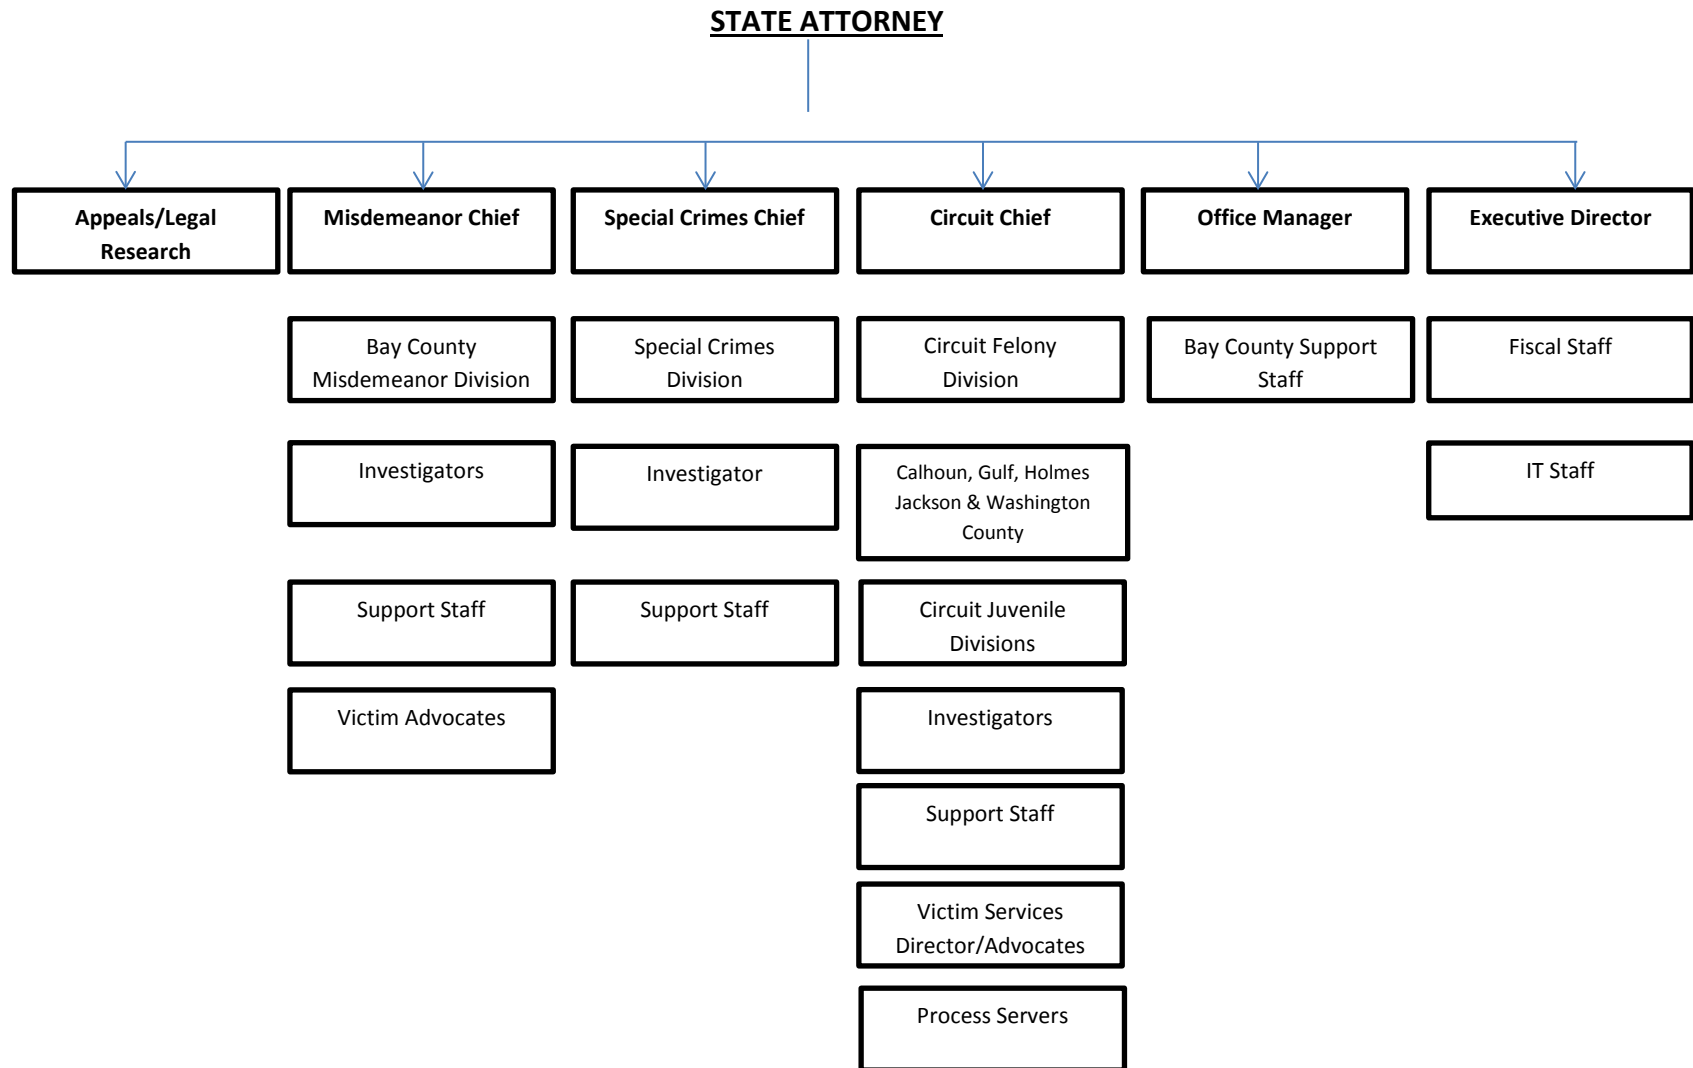 STATE ATTORNEY
Appeals/Legal
Research
Misdemeanor Chief
Special Crimes Chief
Circuit Chief
Office Manager
Executive Director
Bay County
Misdemeanor Division
Special Crimes
Division
Circuit Felony
Division
Bay County Support
Staff
Fiscal Staff
Investigators
Investigator
Calhoun, Gulf, Holmes
Jackson & Washington
County
IT Staff
Support Staff
Support Staff
Circuit Juvenile
Divisions
Victim Advocates
Investigators
Support Staff
Victim Services
Director/Advocates
Process Servers